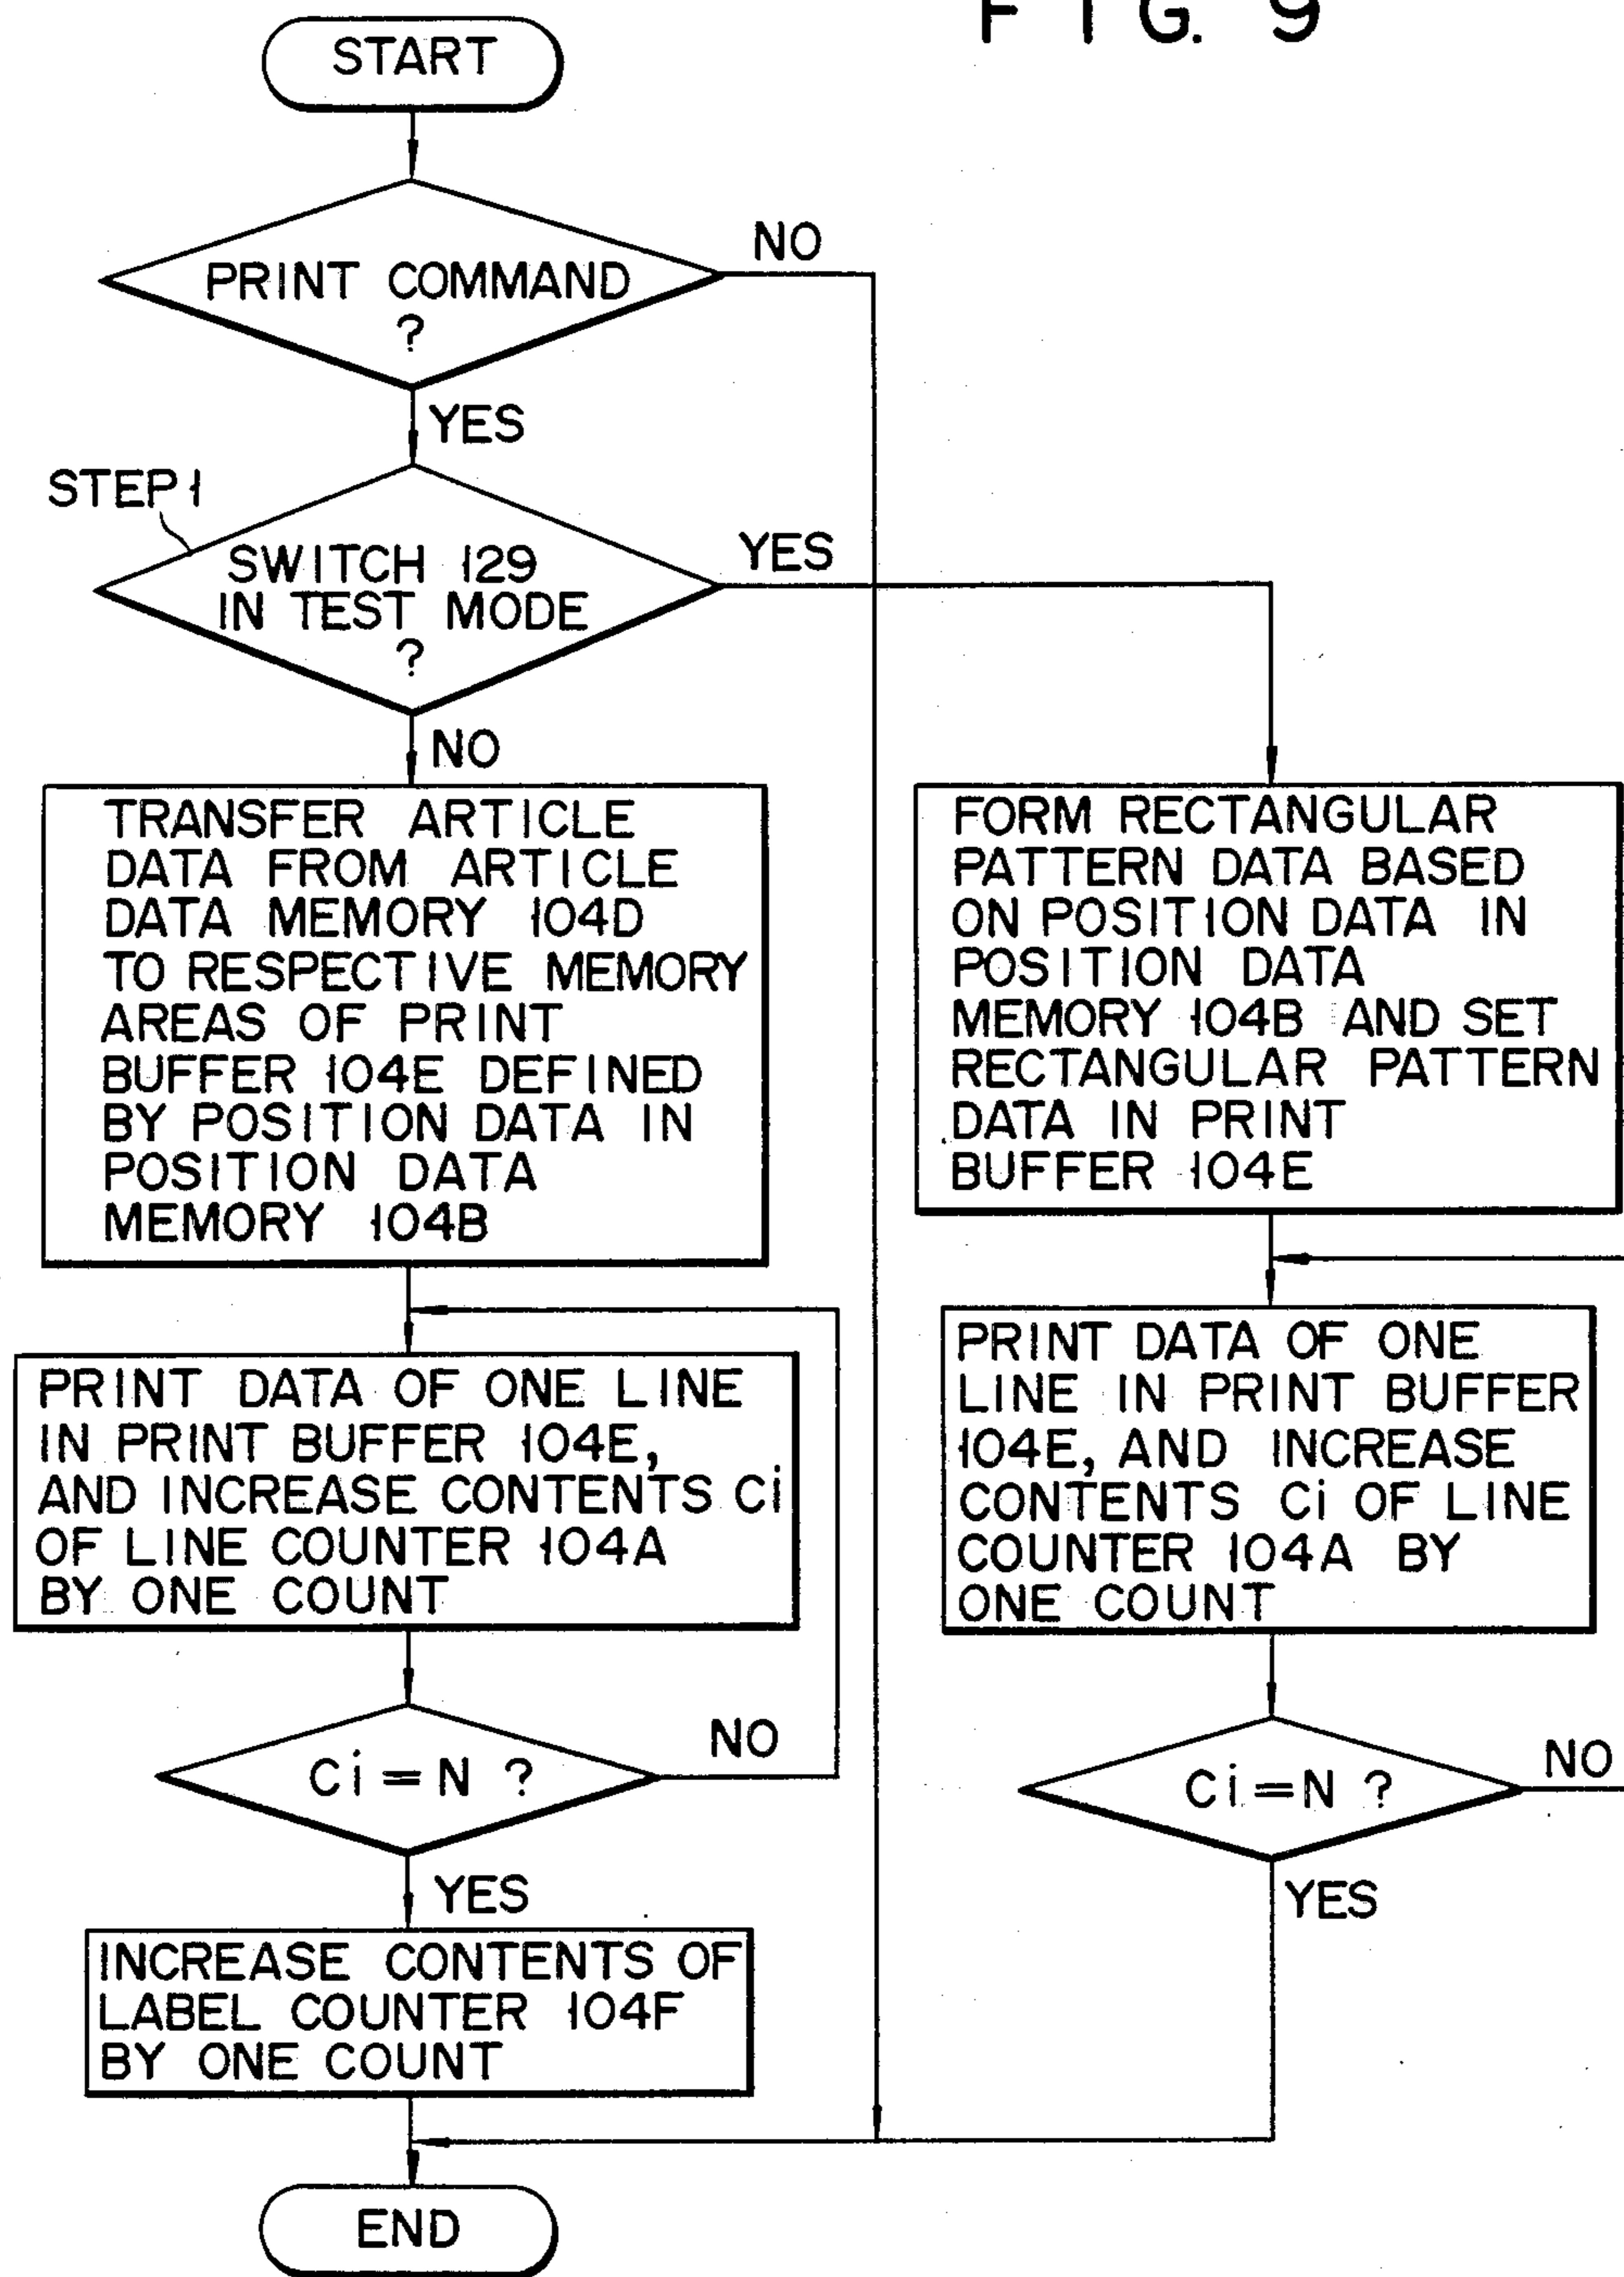 FIG. 9
START
PRINT COMMAND
?
NO
YES
STEP 1
SWITCH 129
IN TEST MODE
?
YES
NO
TRANSFER ARTICLE
DATA FROM ARTICLE
DATA MEMORY 104D
TO RESPECTIVE MEMORY
AREAS OF PRINT
BUFFER 104E DEFINED
BY POSITION DATA IN
POSITION DATA
MEMORY 104B
FORM RECTANGULAR
PATTERN DATA BASED
ON POSITION DATA IN
POSITION DATA
MEMORY 104B AND SET
RECTANGULAR PATTERN
DATA IN PRINT
BUFFER 104E
PRINT DATA OF ONE LINE
IN PRINT BUFFER 104E,
AND INCREASE CONTENTS Ci
OF LINE COUNTER 104A
BY ONE COUNT
PRINT DATA OF ONE
LINE IN PRINT BUFFER
104E, AND INCREASE
CONTENTS Ci OF LINE
COUNTER 104A BY
ONE COUNT
Ci=N ?
NO
YES
Ci=N ?
NO
YES
INCREASE CONTENTS OF
LABEL COUNTER 104F
BY ONE COUNT
END